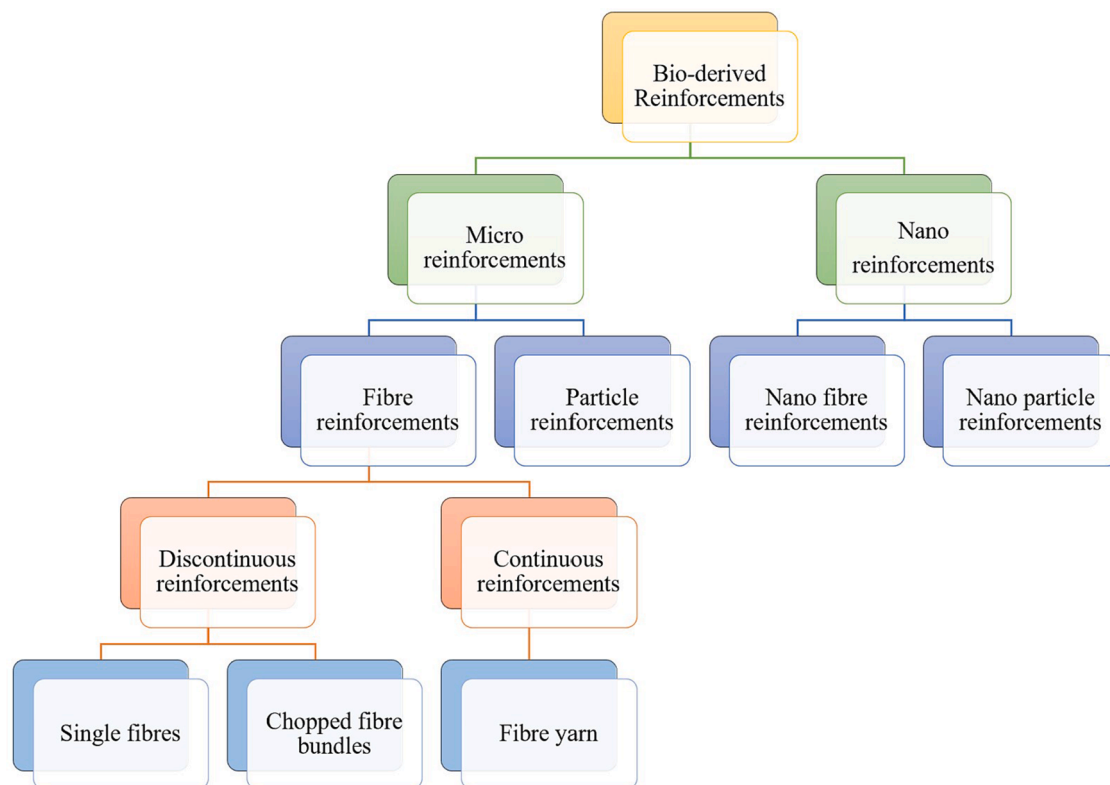 Bio-derived
Reinforcements
Micro
reinforcements
Nano
reinforcements
Fibre
reinforcements
Particle
reinforcements
Nano fibre
reinforcements
Nano particle
reinforcements
Discontinuous
reinforcements
Continuous
reinforcements
Single fibres
Chopped fibre
bundles
Fibre yarn